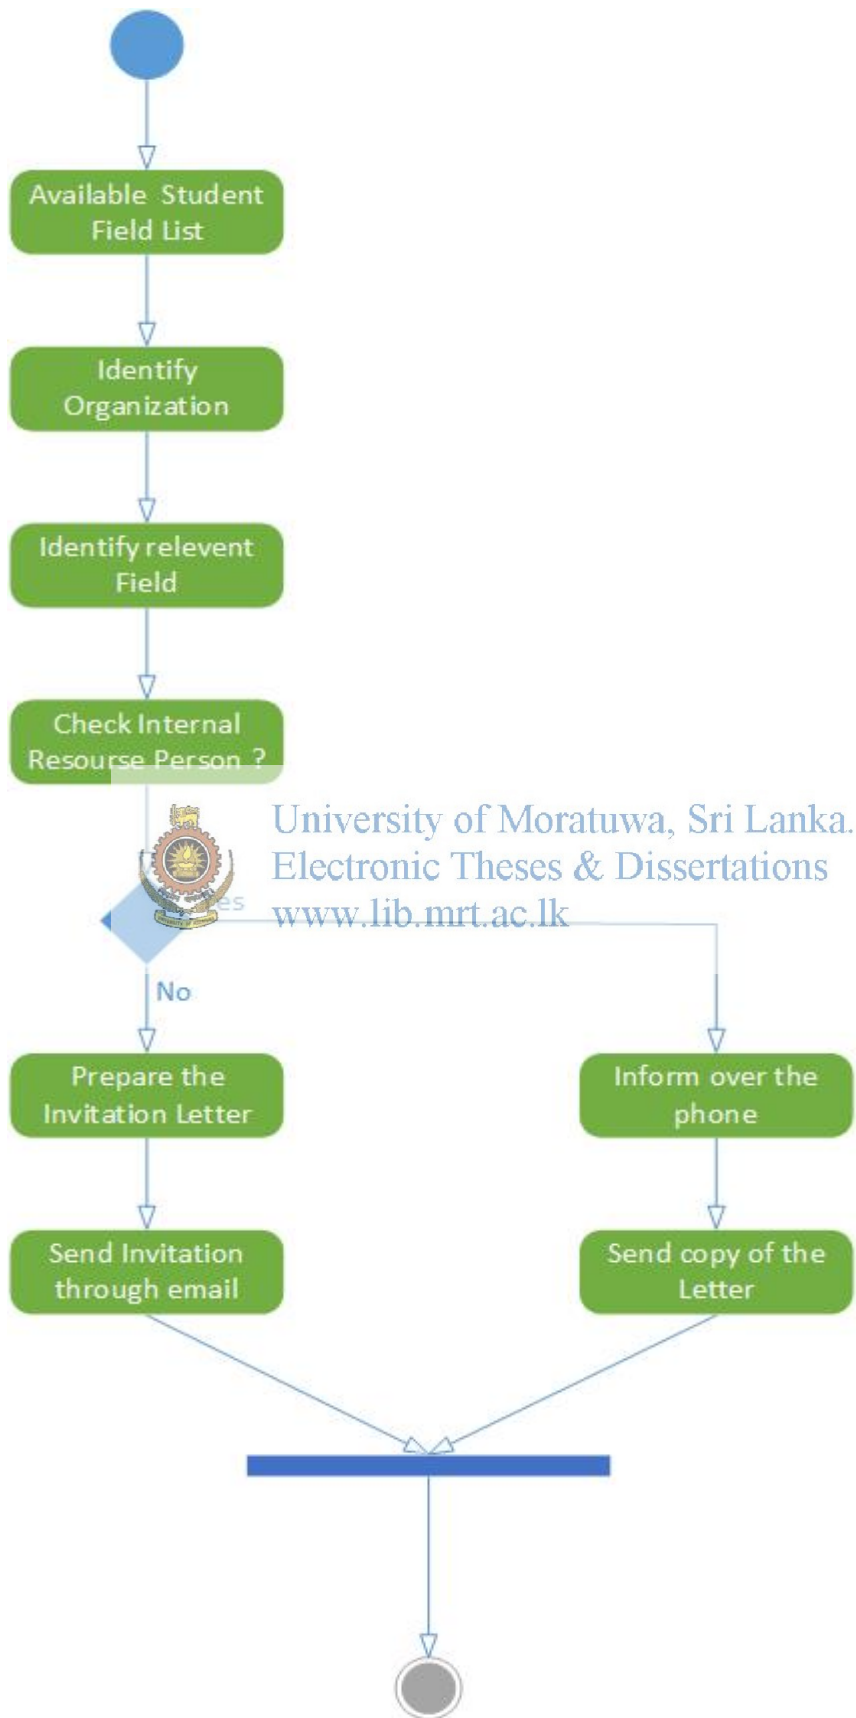 Available Student
Field List
Identify
Organization
Identify relevent
Field
Check Internal
Resourse Person ?
University of Moratuwa, Sri Lanka.
Electronic Theses & Dissertations
www.lib.mrt.ac.lk
No
Prepare the
Invitation Letter
Inform over the
phone
Send Invitation
through email
Send copy of the
Letter